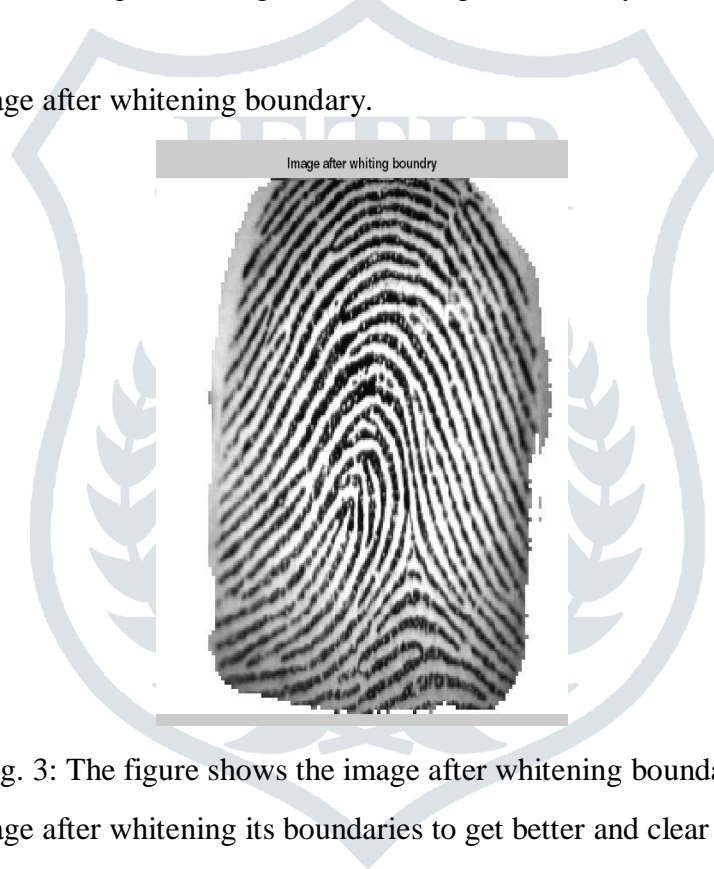 age after whitening boundary.
JETIR
Image after whiting boundry
g. 3: The figure shows the image after whitening bounda
age after whitening its boundaries to get better and clear